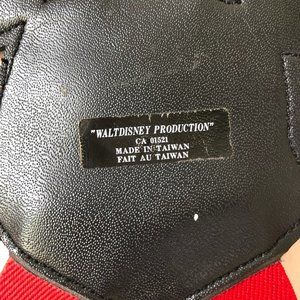 "WALTDISNEY PRODUCTION"
CA 01521
MADE IN TAIWAN
FAIT AU TAIWAN